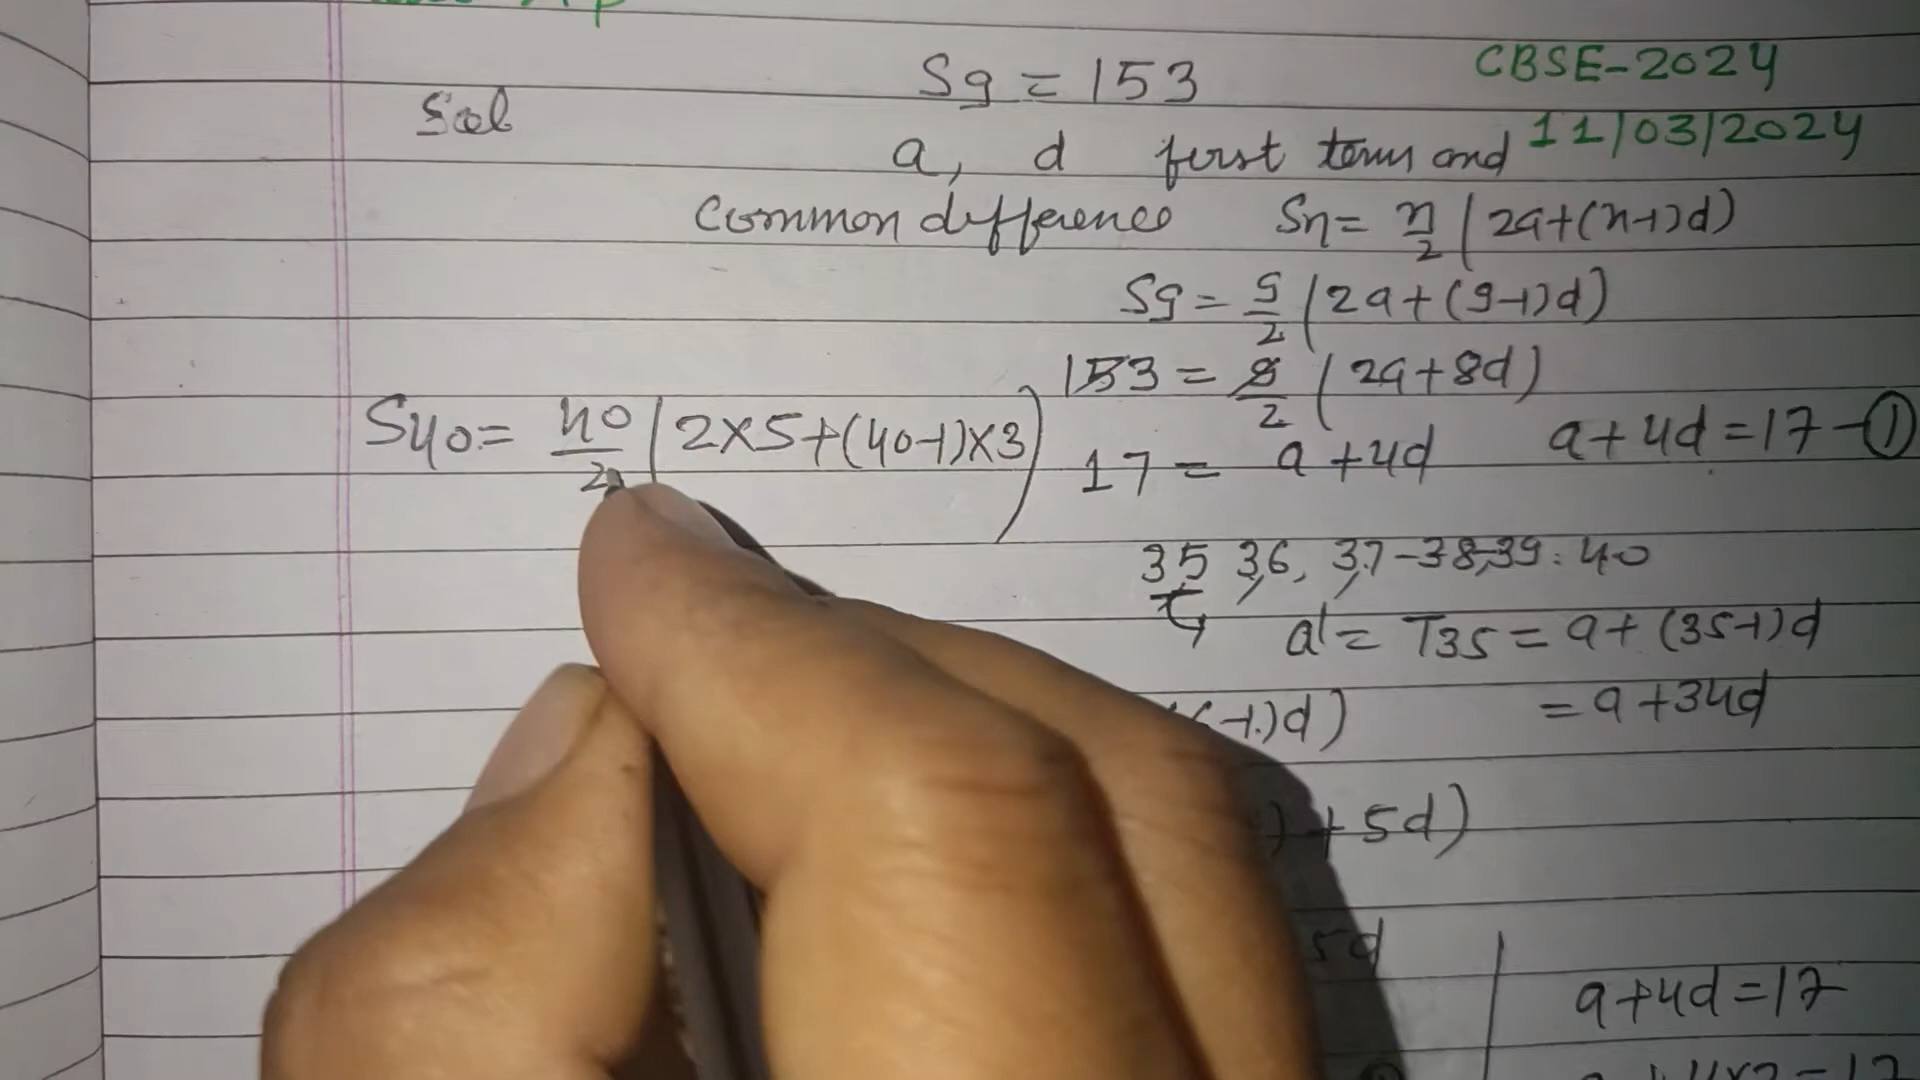 S9 = 153
CBSE-2024
Sol
11/03/2024
a, d first term and
Common difference Sn = n/2 (2a+(n-1)d)
S9 = 9/2 (2a+(9-1)d)
153 = 9/2 (2a+8d)
S40 = 40/2 (2×5+(40-1)×3)
17 = a+4d a+4d=17-①
35 36, 37-38,39. 40
a' = T35 = a+(35-1)d
-1)d) = a+34d
)+5d)
5d
a+4d=17